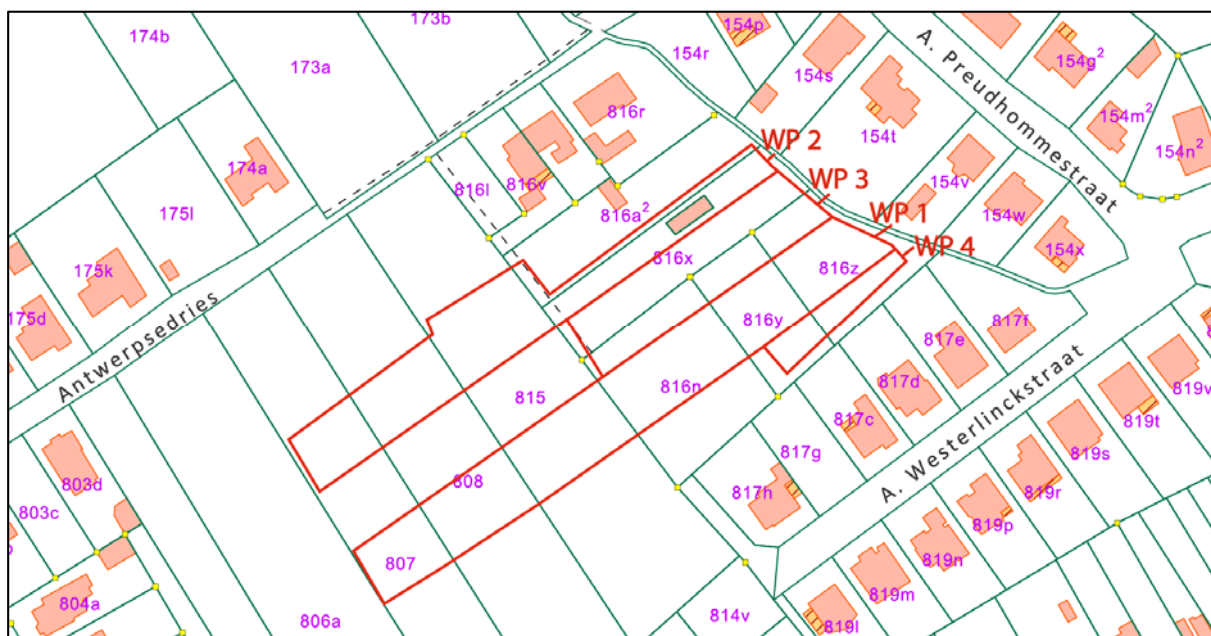 173b
174b
173a
154r
154p
154s
A. Preudhommestraat
154g²
154m²
154n²
154t
816r
WP 2
174a
816l
816v
816a²
WP 3
154v
154w
154x
175l
WP 1
WP 4
175k
175d
816x
816z
816y
817f
817e
817d
Antwerpsedries
815
816n
817c
A. Westerlinckstraat
819v
819t
819s
819r
819p
819n
819m
819l
817g
817h
808
807
803d
803c
804a
806a
814v